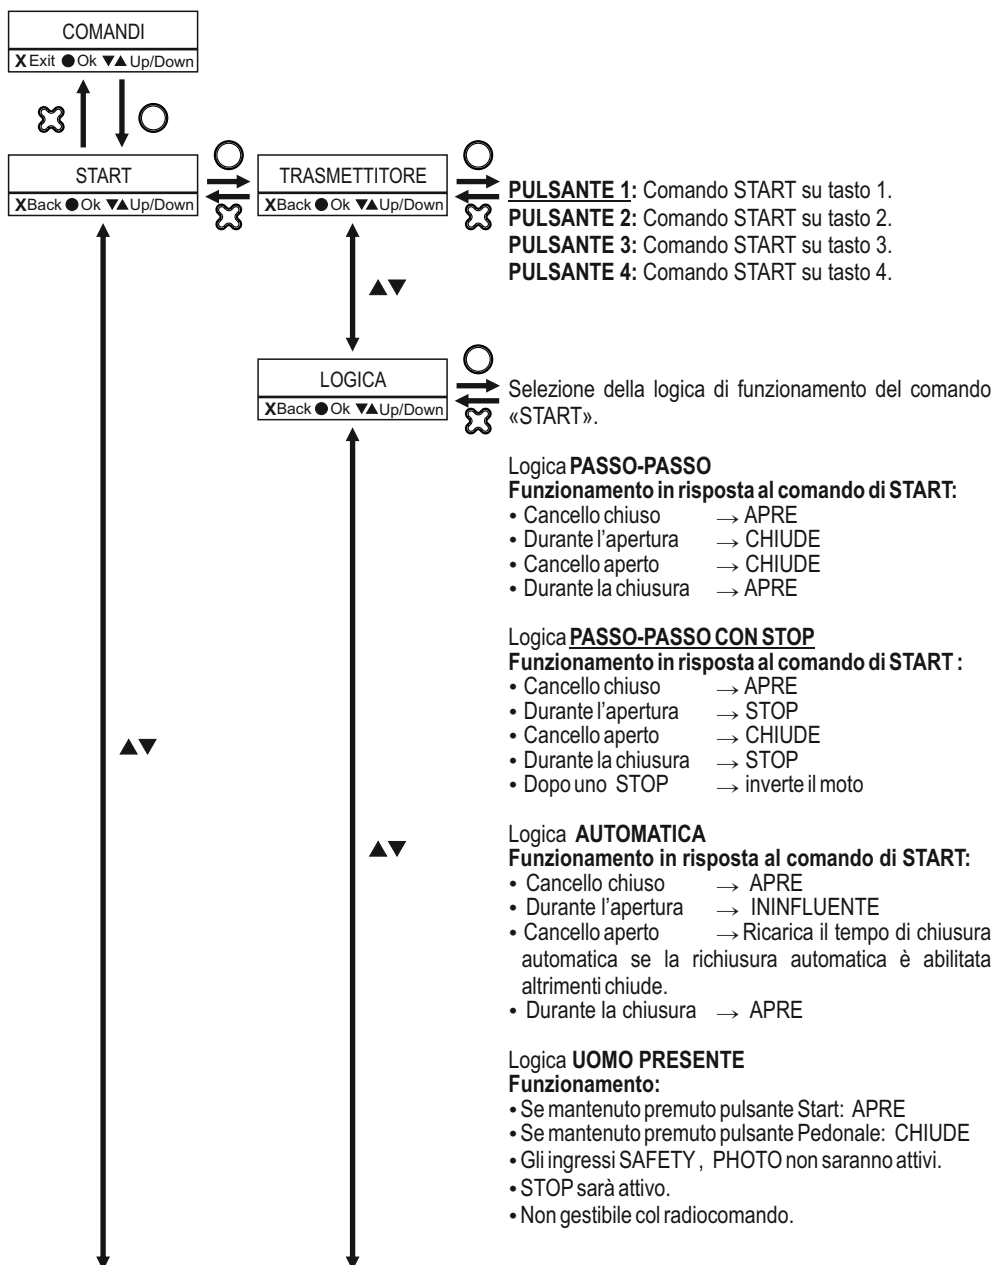 COMANDI
X Exit ● Ok ▼▲ Up/Down
START
XBack ● Ok ▼▲Up/Down
TRASMETTITORE
XBack ● Ok ▼▲Up/Down
PULSANTE 1: Comando START su tasto 1.
PULSANTE 2: Comando START su tasto 2.
PULSANTE 3: Comando START su tasto 3.
PULSANTE 4: Comando START su tasto 4.
▲▼
LOGICA
XBack ● Ok ▼▲Up/Down
Selezione della logica di funzionamento del comando
«START».
Logica PASSO-PASSO
Funzionamento in risposta al comando di START:
• Cancello chiuso → APRE
• Durante l'apertura → CHIUDE
• Cancello aperto → CHIUDE
• Durante la chiusura → APRE
Logica PASSO-PASSO CON STOP
Funzionamento in risposta al comando di START :
• Cancello chiuso → APRE
• Durante l'apertura → STOP
• Cancello aperto → CHIUDE
• Durante la chiusura → STOP
• Dopo uno STOP → inverte il moto
▲▼
Logica AUTOMATICA
Funzionamento in risposta al comando di START:
• Cancello chiuso → APRE
• Durante l'apertura → ININFLUENTE
• Cancello aperto → Ricarica il tempo di chiusura
automatica se la richiusura automatica è abilitata
altrimenti chiude.
• Durante la chiusura → APRE
▲▼
Logica UOMO PRESENTE
Funzionamento:
• Se mantenuto premuto pulsante Start: APRE
• Se mantenuto premuto pulsante Pedonale: CHIUDE
• Gli ingressi SAFETY , PHOTO non saranno attivi.
• STOP sarà attivo.
• Non gestibile col radiocomando.